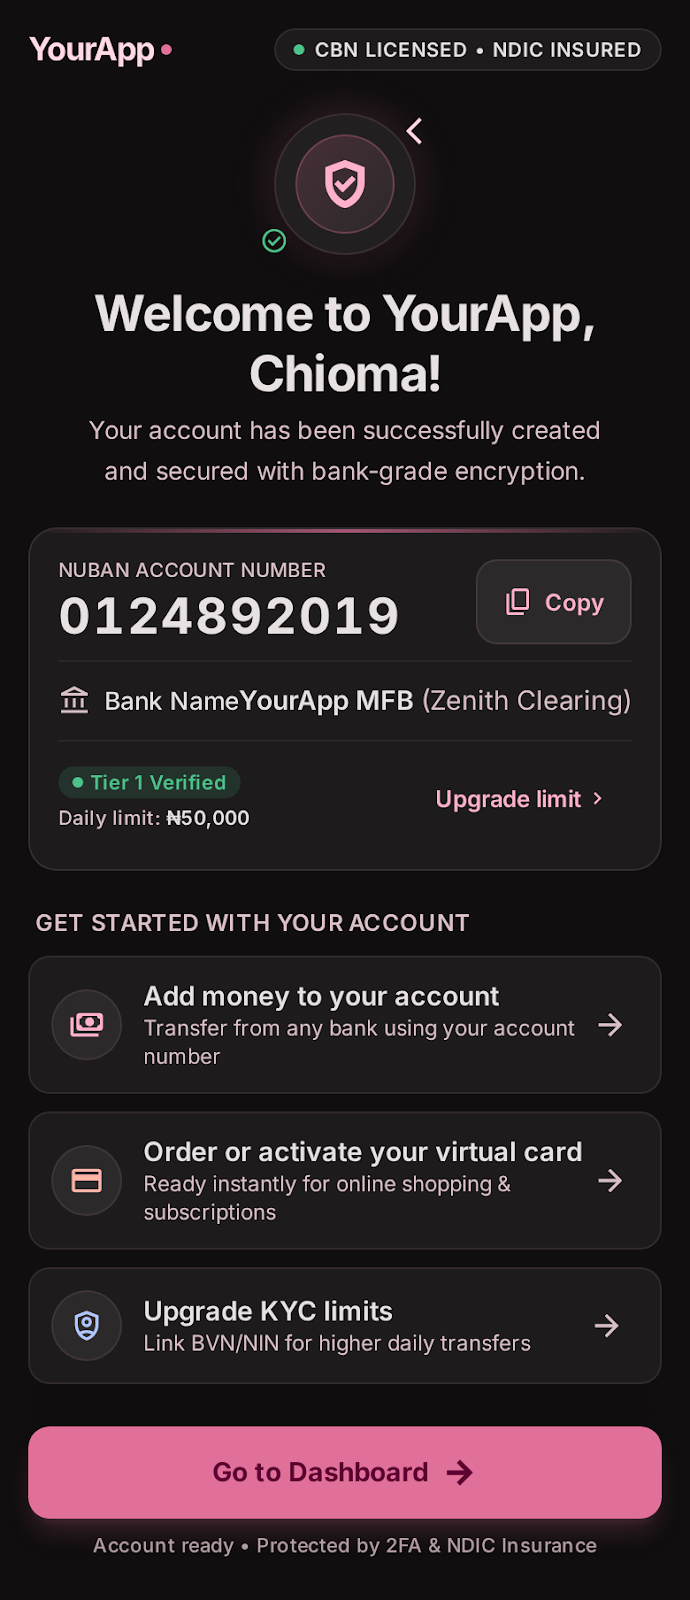 YourApp
CBN LICENSED • NDIC INSURED
Welcome to YourApp,
Chioma!
Your account has been successfully created
and secured with bank-grade encryption.
NUBAN ACCOUNT NUMBER
0124892019
Copy
Bank NameYourApp MFB (Zenith Clearing)
Tier 1 Verified
Daily limit: ₦50,000
Upgrade limit
GET STARTED WITH YOUR ACCOUNT
Add money to your account
Transfer from any bank using your account
number
Order or activate your virtual card
Ready instantly for online shopping &
subscriptions
Upgrade KYC limits
Link BVN/NIN for higher daily transfers
Go to Dashboard
Account ready • Protected by 2FA & NDIC Insurance